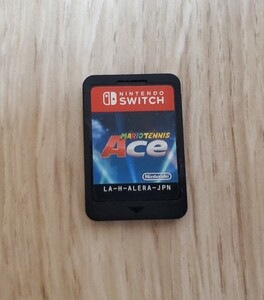 NINTENDO
SWITCH
MARIO TENNIS
Ace
Nintendo
LA-H-ALERA-JPN